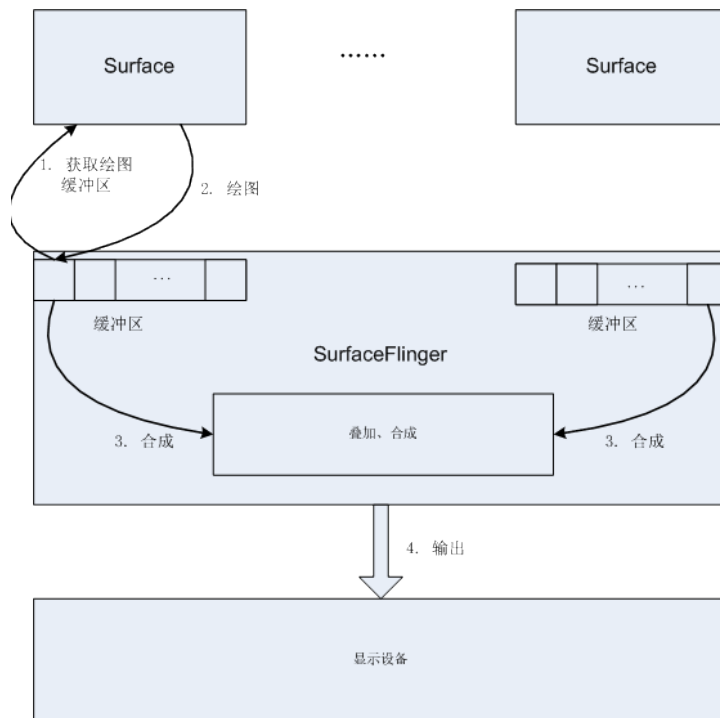 Surface
……
Surface
1. 获取绘图
缓冲区
2. 绘图
...
...
缓冲区
缓冲区
SurfaceFlinger
叠加、合成
3. 合成
3. 合成
4. 输出
显示设备